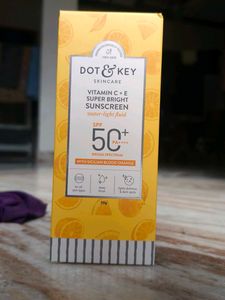 DOT & KEY
SKINCARE
VITAMIN C + E
SUPER BRIGHT
SUNSCREEN
water-light fluid
SPF
50+
PA++++
BROAD SPECTRUM
WITH SICILIAN BLOOD ORANGE
50g